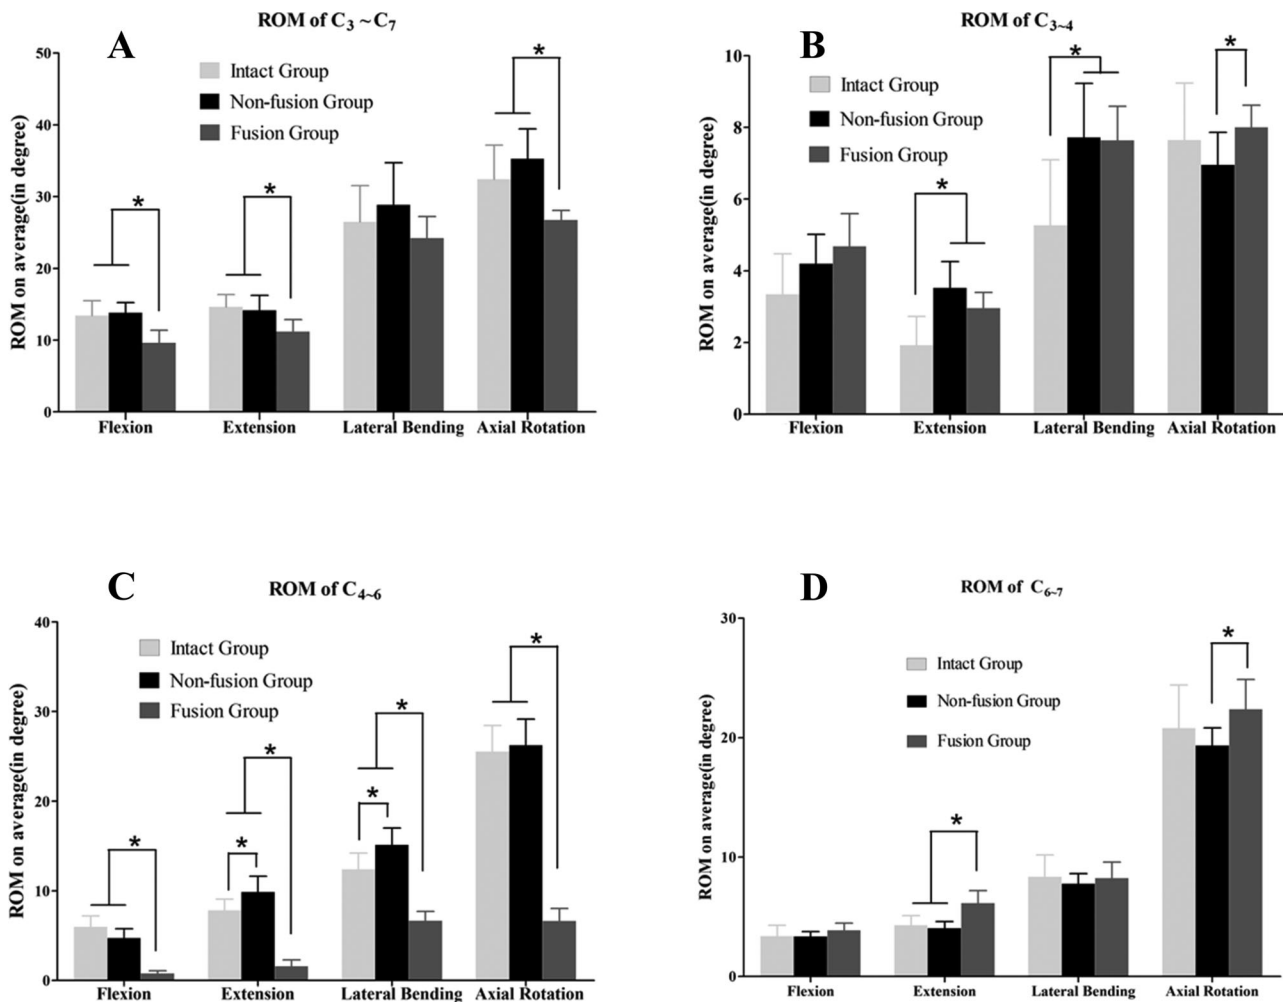 A
ROM of C3 ~ C7
ROM on average(in degree)
50
40
30
20
10
0
Intact Group
Non-fusion Group
Fusion Group
*
*
*
Flexion
Extension
Lateral Bending
Axial Rotation
B
ROM of C3~4
ROM on average(in degree)
10
8
6
4
2
0
Intact Group
Non-fusion Group
Fusion Group
*
*
*
Flexion
Extension
Lateral Bending
Axial Rotation
C
ROM of C4~6
ROM on average(in degree)
40
30
20
10
0
Intact Group
Non-fusion Group
Fusion Group
*
*
*
*
*
*
Flexion
Extension
Lateral Bending
Axial Rotation
D
ROM of C6~7
ROM on average(in degree)
30
20
10
0
Intact Group
Non-fusion Group
Fusion Group
*
*
Flexion
Extension
Lateral Bending
Axial Rotation